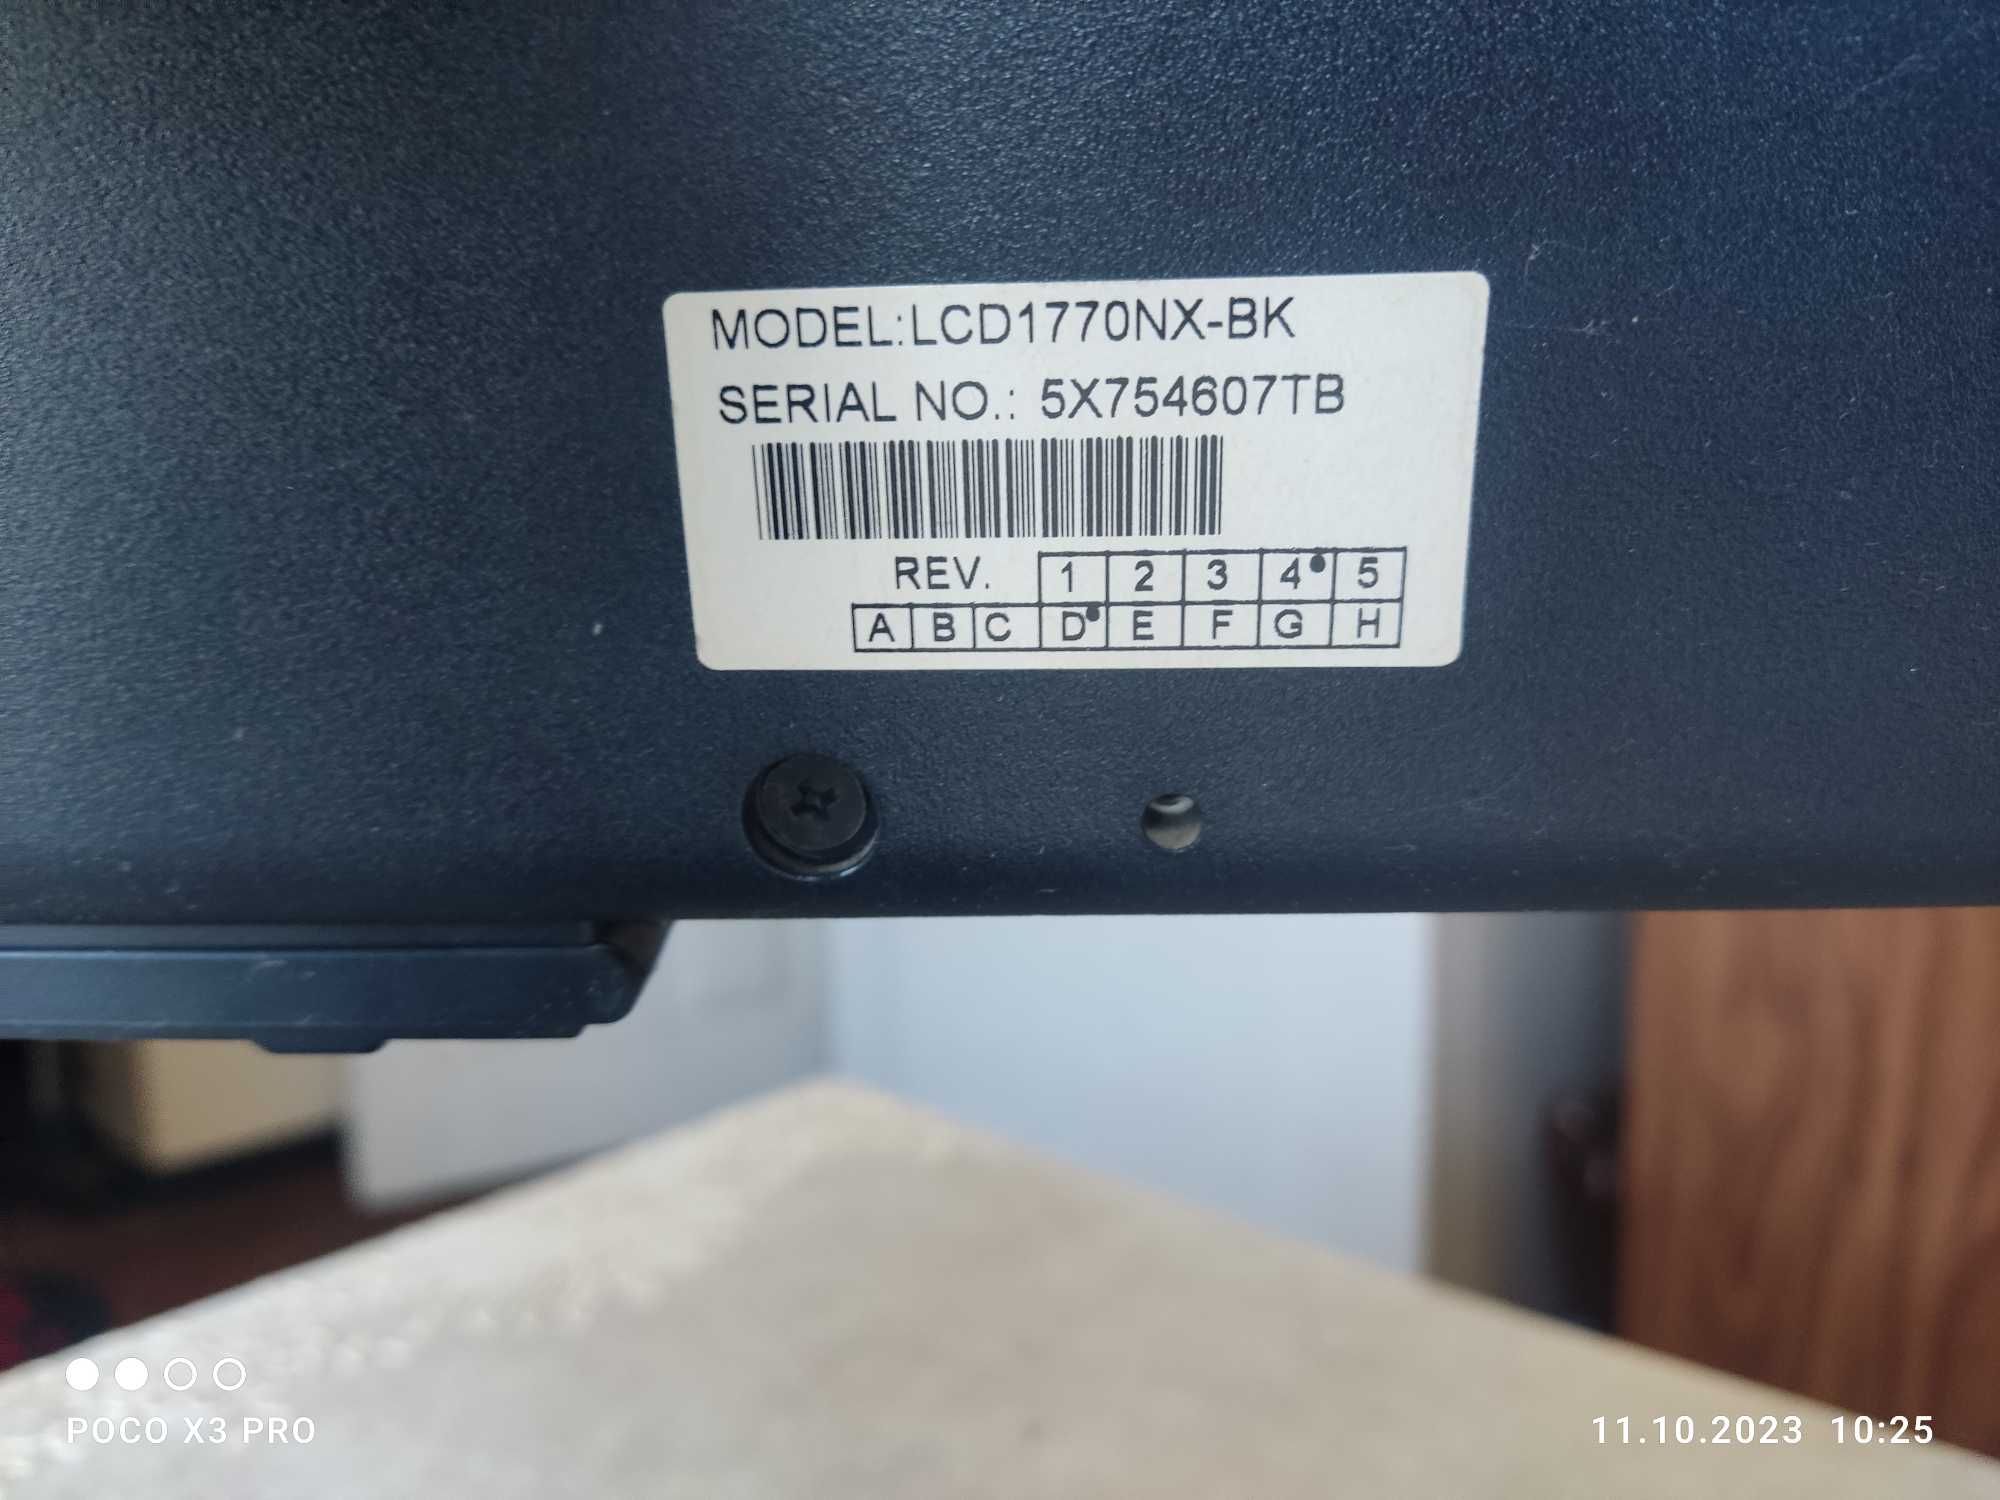 MODEL:LCD1770NX-BK
SERIAL NO.: 5X754607TB
REV. 1 2 3 4 5
A B C D E F G H
POCO X3 PRO
11.10.2023 10:25